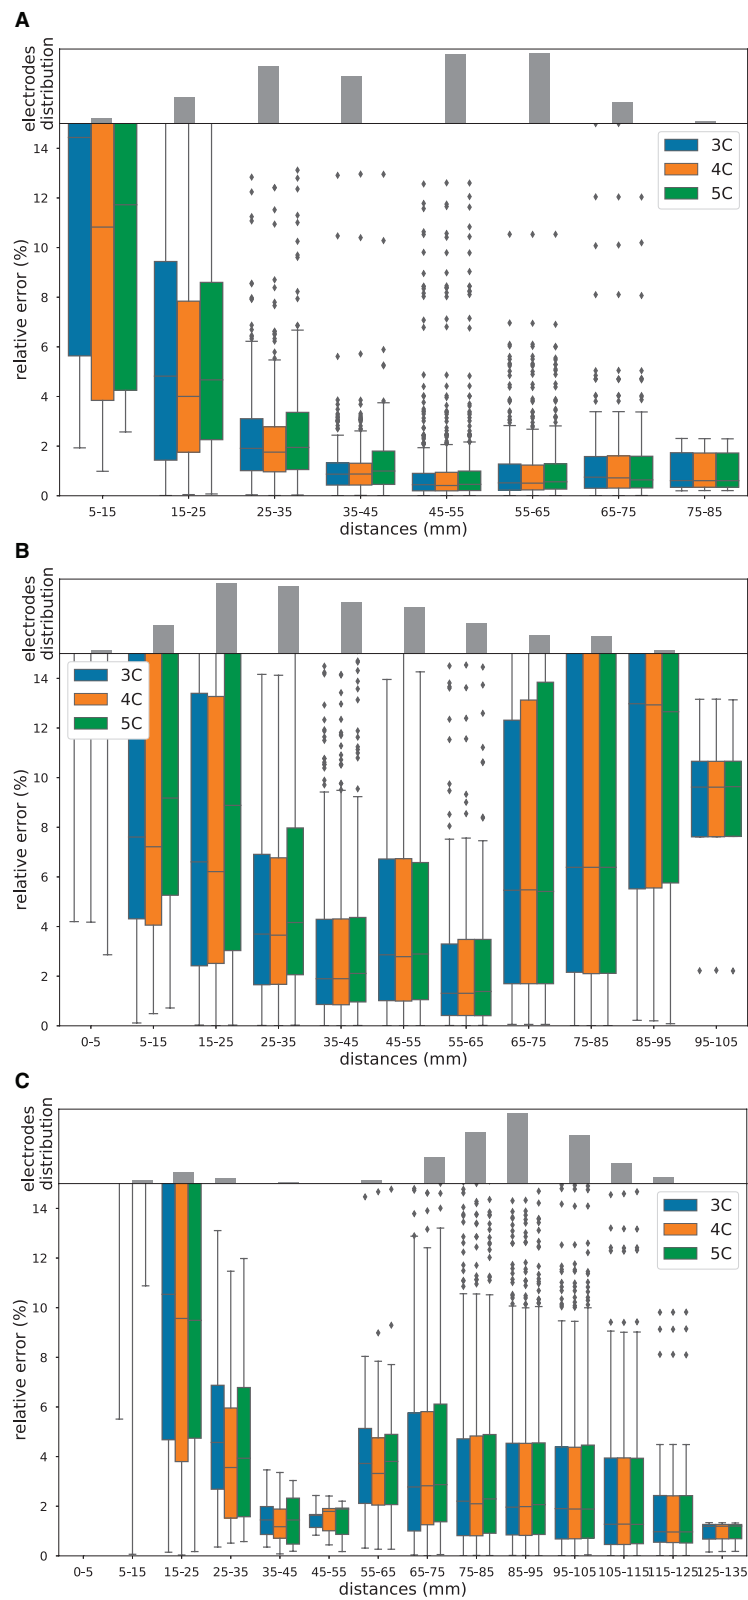 A
electrodes
distribution
3C
4C
5C
14
12
10
8
6
4
2
0
relative error (%)
5-15 15-25 25-35 35-45 45-55 55-65 65-75 75-85
distances (mm)
B
electrodes
distribution
3C
4C
5C
14
12
10
8
6
4
2
0
relative error (%)
0-5 5-15 15-25 25-35 35-45 45-55 55-65 65-75 75-85 85-95 95-105
distances (mm)
C
electrodes
distribution
3C
4C
5C
14
12
10
8
6
4
2
0
relative error (%)
0-5 5-15 15-25 25-35 35-45 45-55 55-65 65-75 75-85 85-95 95-105 105-115 115-125 125-135
distances (mm)